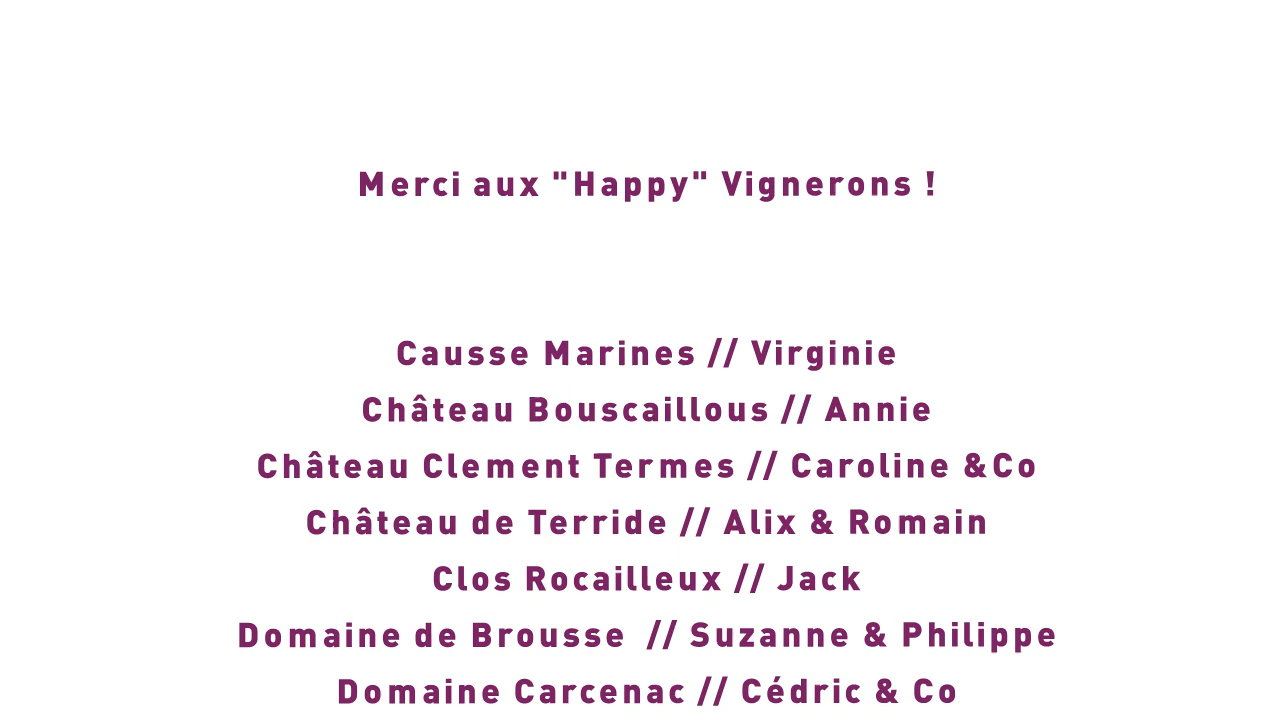 Merci aux "Happy" Vignerons !
Causse Marines // Virginie
Château Bouscaillous // Annie
Château Clement Termes // Caroline &Co
Château de Terride // Alix & Romain
Clos Rocailleux // Jack
Domaine de Brousse // Suzanne & Philippe
Domaine Carcenac // Cédric & Co